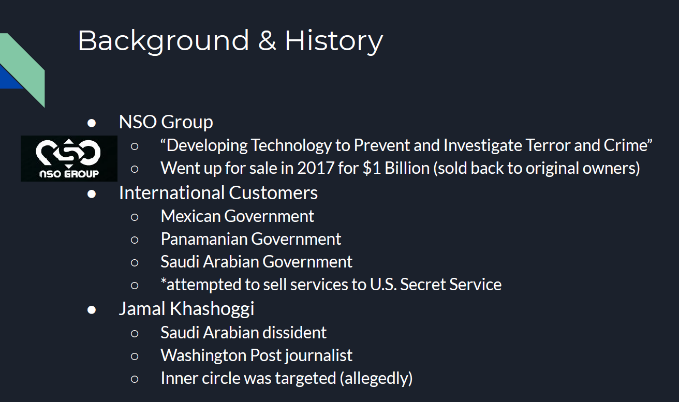 Background & History
● NSO Group
○ “Developing Technology to Prevent and Investigate Terror and Crime”
NSO GROUP
○ Went up for sale in 2017 for $1 Billion (sold back to original owners)
● International Customers
○ Mexican Government
○ Panamanian Government
○ Saudi Arabian Government
○ *attempted to sell services to U.S. Secret Service
● Jamal Khashoggi
○ Saudi Arabian dissident
○ Washington Post journalist
○ Inner circle was targeted (allegedly)